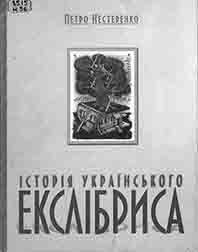 Петро Нестеренко
ІСТОРІЯ УКРАЇНСЬКОГО
ЕКСЛІБРИСА